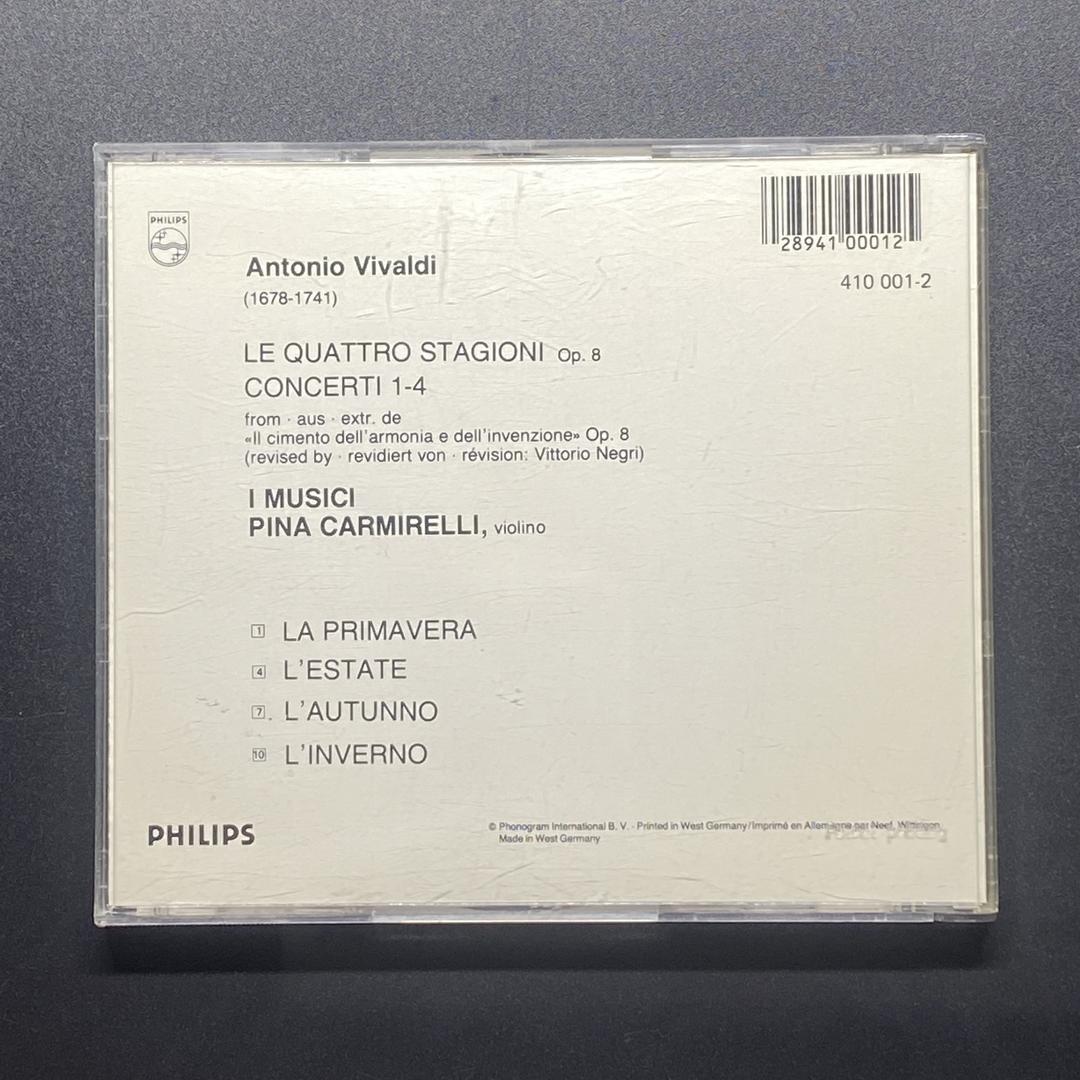 PHILIPS
28941 00012
410 001-2
Antonio Vivaldi
(1678-1741)
LE QUATTRO STAGIONI Op. 8
CONCERTI 1-4
from · aus · extr. de
«Il cimento dell'armonia e dell'invenzione» Op. 8
(revised by · revidiert von · révision: Vittorio Negri)
I MUSICI
PINA CARMIRELLI, violino
1 LA PRIMAVERA
4 L'ESTATE
7 L'AUTUNNO
10 L'INVERNO
PHILIPS
© Phonogram International B. V. - Printed in West Germany/Imprimé en Allemagne par Neef, Wittingen
Made in West Germany